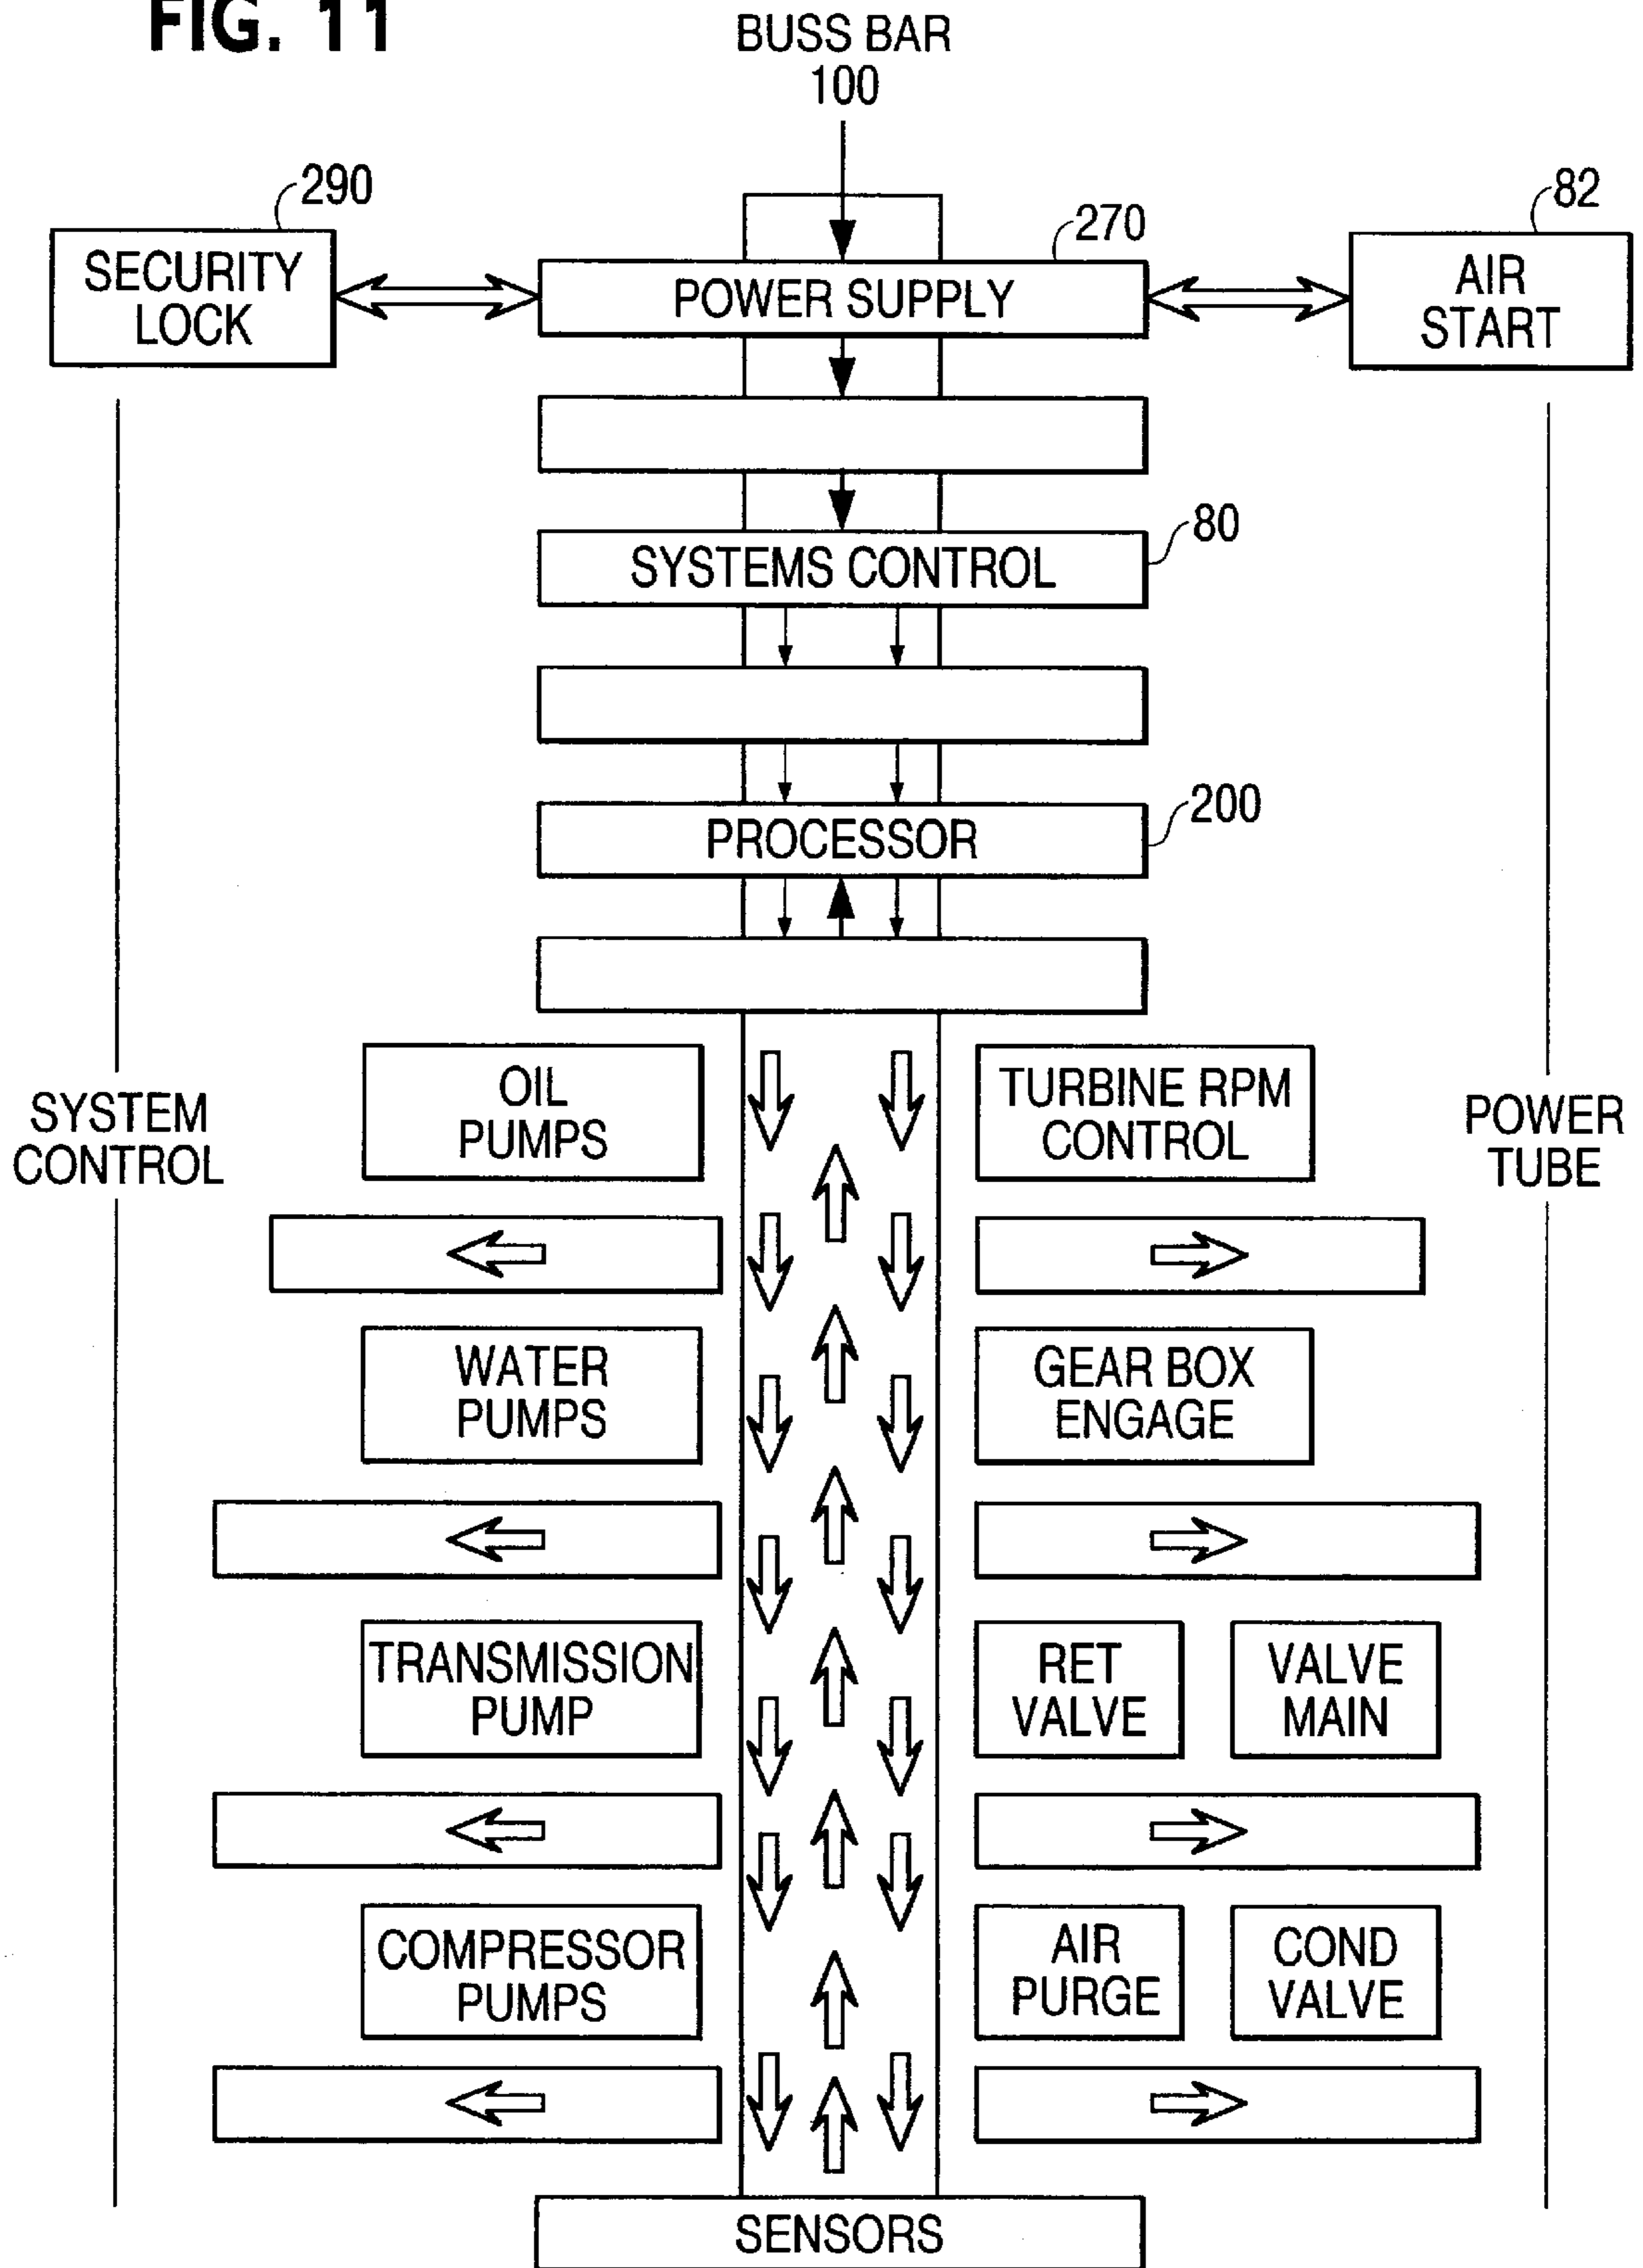 FIG. 11
BUSS BAR
100
290
82
270
SECURITY
LOCK
POWER SUPPLY
AIR
START
80
SYSTEMS CONTROL
200
PROCESSOR
SYSTEM
CONTROL
OIL
PUMPS
TURBINE RPM
CONTROL
POWER
TUBE
WATER
PUMPS
GEAR BOX
ENGAGE
TRANSMISSION
PUMP
RET
VALVE
VALVE
MAIN
COMPRESSOR
PUMPS
AIR
PURGE
COND
VALVE
SENSORS